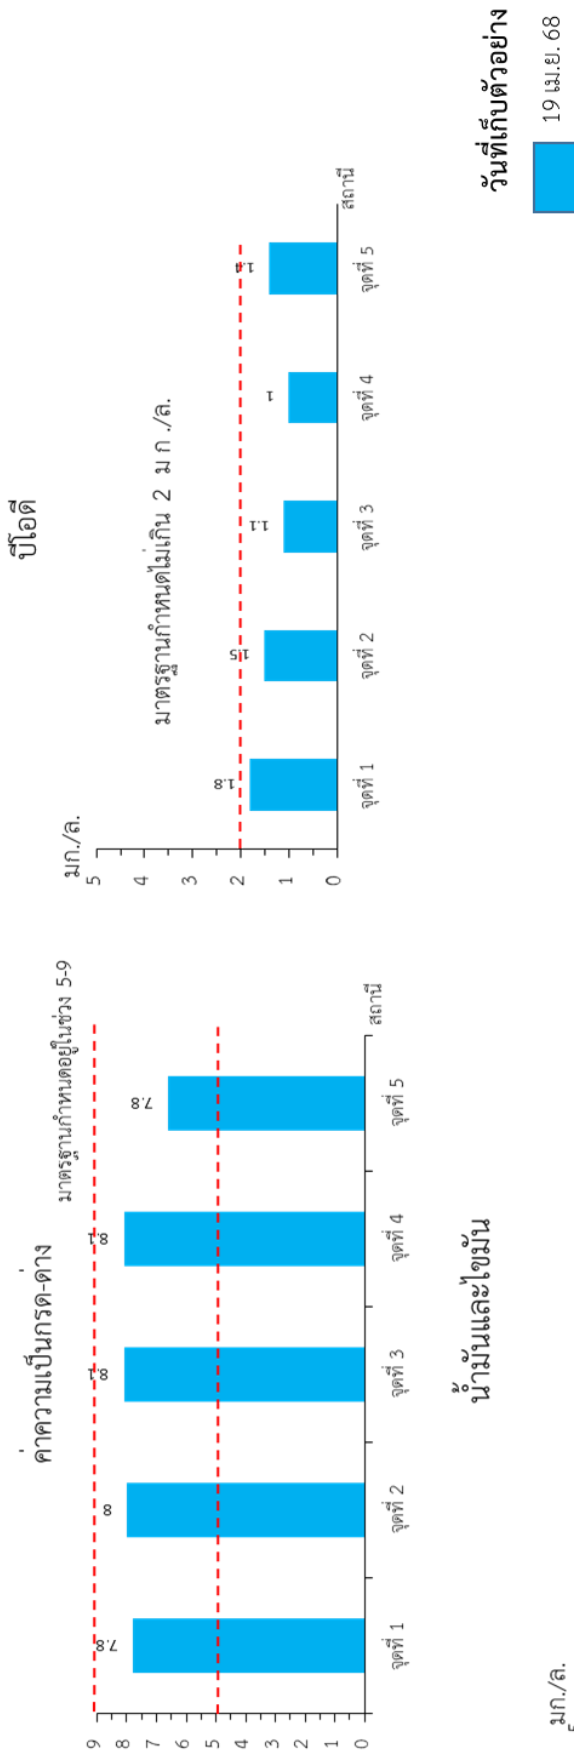 ค่าความเป็นกรด-ด่าง
มาตรฐานกำหนดอยู่ในช่วง 5-9
9
8
7
6
5
4
3
2
1
0
7.8
8
8.1
8.1
7.8
จุดที่ 1
จุดที่ 2
จุดที่ 3
จุดที่ 4
จุดที่ 5
สถานี
บีโอดี
มก./ล.
มาตรฐานกำหนดไม่เกิน 2 มก./ล.
5
4
3
2
1
0
1.8
1.5
1.1
1
1.4
จุดที่ 1
จุดที่ 2
จุดที่ 3
จุดที่ 4
จุดที่ 5
สถานี
น้ำมันและไขมัน
มก./ล.
5
วันที่เก็บตัวอย่าง
19 เม.ย. 68